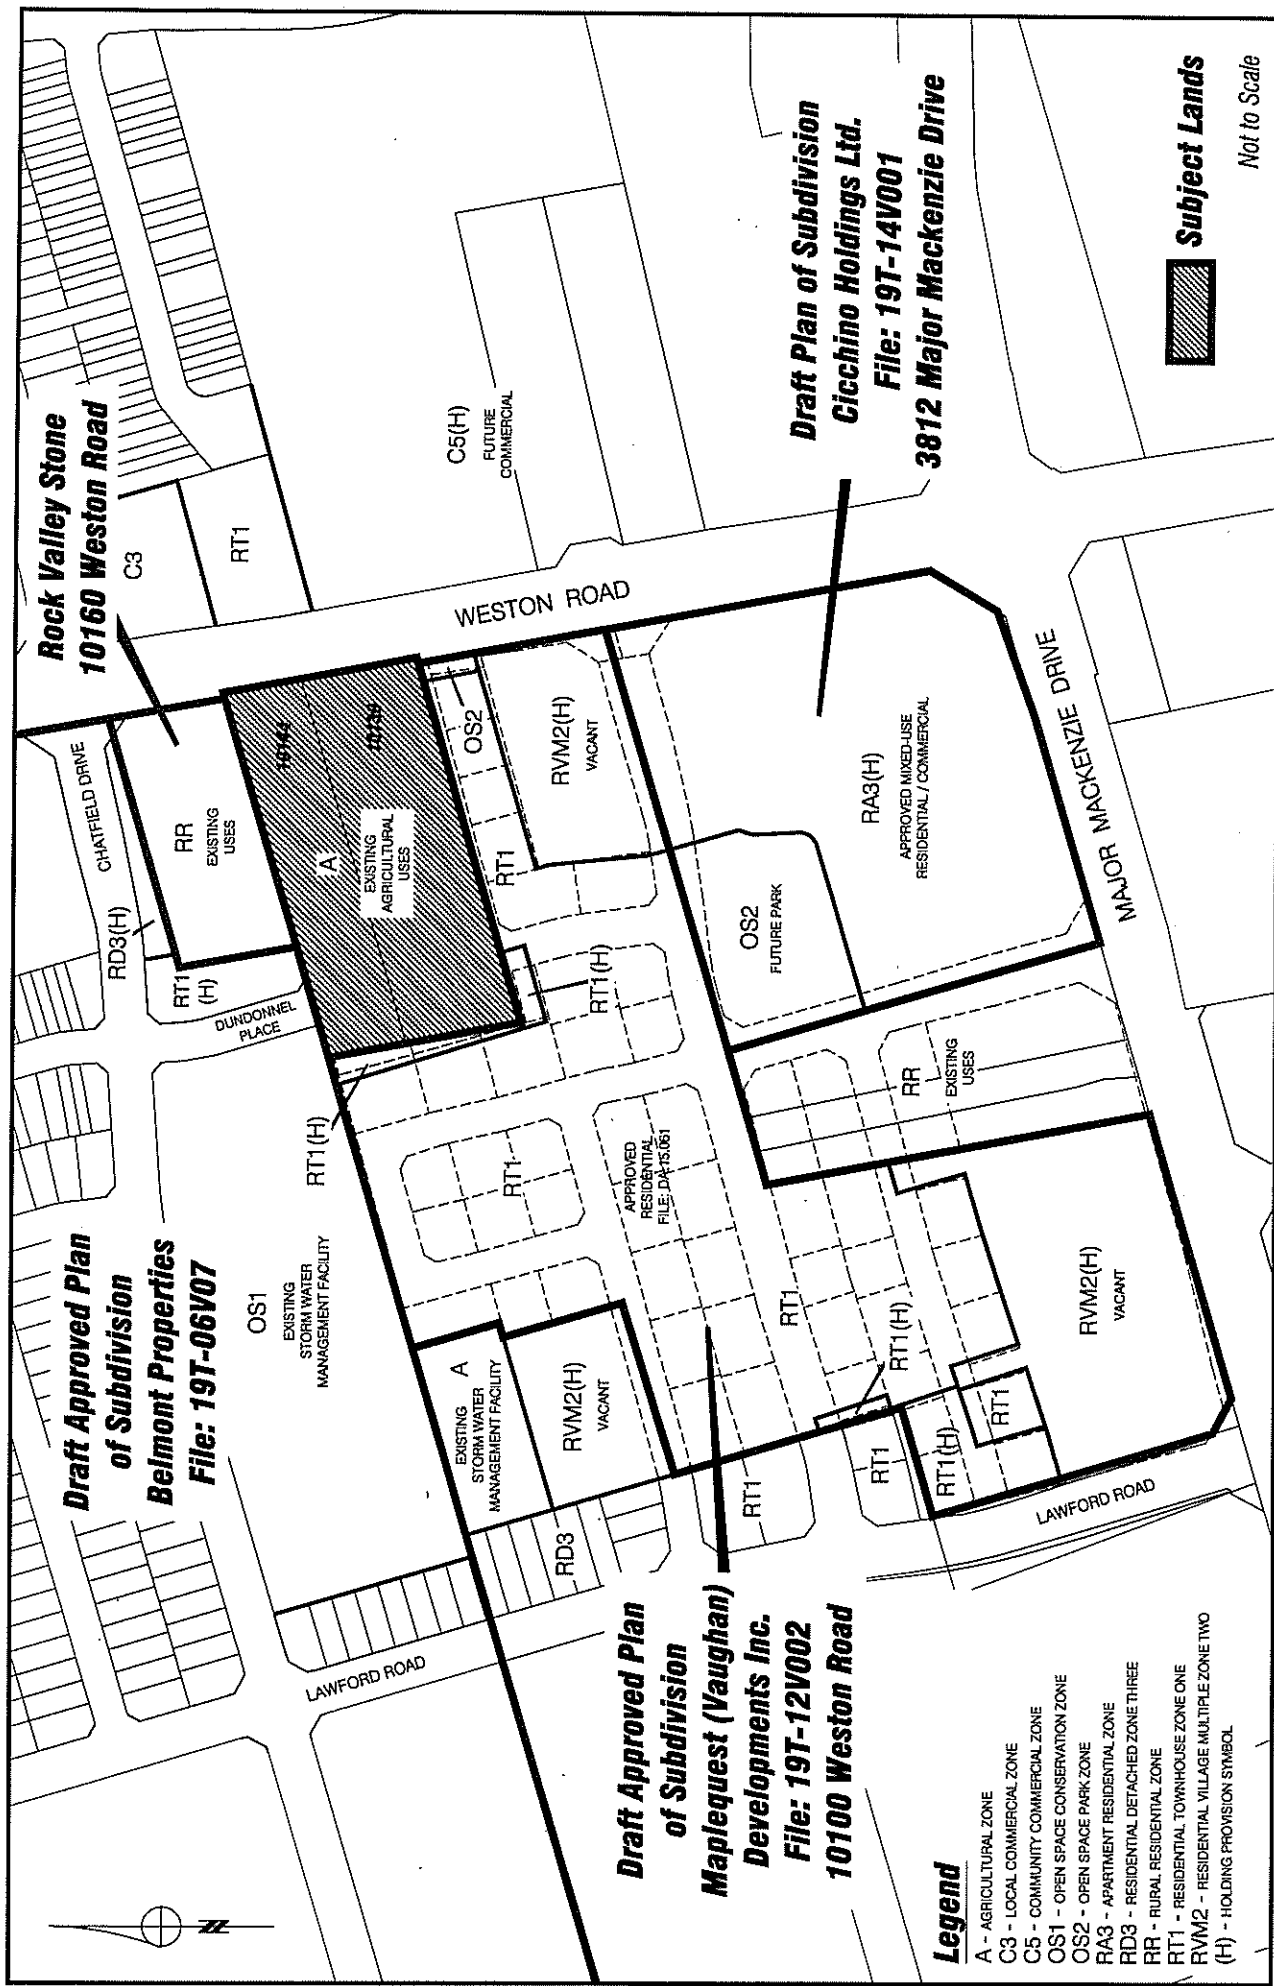 Rock Valley Stone
10160 Weston Road
C3
RT1
C5(H)
FUTURE
COMMERCIAL
WESTON ROAD
Draft Plan of Subdivision
Cicchino Holdings Ltd.
File: 19T-14V001
3812 Major Mackenzie Drive
Subject Lands
Not to Scale
CHATFIELD DRIVE
RR
EXISTING
USES
RD3(H)
RT1
(H)
DUNDONNEL
PLACE
A
EXISTING
AGRICULTURAL
USES
OS2
RVM2(H)
VACANT
RT1
RT1(H)
RA3(H)
APPROVED MIXED-USE
RESIDENTIAL / COMMERCIAL
OS2
FUTURE PARK
MAJOR MACKENZIE DRIVE
RR
EXISTING
USES
RT1(H)
Draft Approved Plan
of Subdivision
Belmont Properties
File: 19T-06V07
OS1
EXISTING
STORM WATER
MANAGEMENT FACILITY
RT1
APPROVED
RESIDENTIAL
FILE: DA.15.061
RT1
RT1(H)
RVM2(H)
VACANT
A
EXISTING
STORM WATER
MANAGEMENT FACILITY
RVM2(H)
VACANT
RD3
RT1
RT1
RT1(H)
RT1
LAWFORD ROAD
LAWFORD ROAD
Draft Approved Plan
of Subdivision
Maplequest (Vaughan)
Developments Inc.
File: 19T-12V002
10100 Weston Road
Legend
A - AGRICULTURAL ZONE
C3 - LOCAL COMMERCIAL ZONE
C5 - COMMUNITY COMMERCIAL ZONE
OS1 - OPEN SPACE CONSERVATION ZONE
OS2 - OPEN SPACE PARK ZONE
RA3 - APARTMENT RESIDENTIAL ZONE
RD3 - RESIDENTIAL DETACHED ZONE THREE
RR - RURAL RESIDENTIAL ZONE
RT1 - RESIDENTIAL TOWNHOUSE ZONE ONE
RVM2 - RESIDENTIAL VILLAGE MULTIPLE ZONE TWO
(H) - HOLDING PROVISION SYMBOL